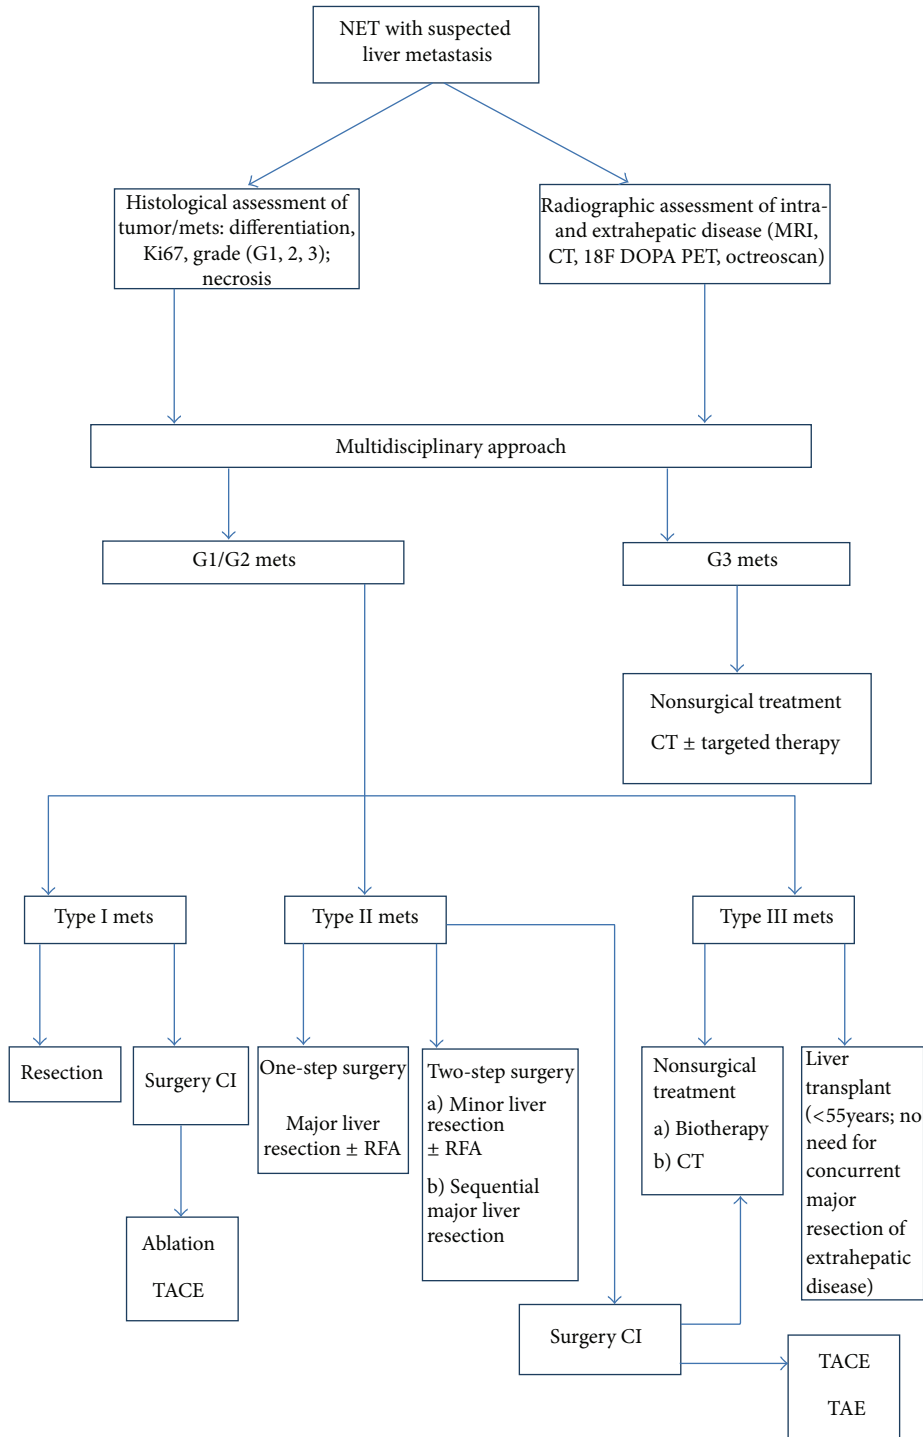 NET with suspected
liver metastasis
Histological assessment of
tumor/mets: differentiation,
Ki67, grade (G1, 2, 3);
necrosis
Radiographic assessment of intra-
and extrahepatic disease (MRI,
CT, 18F DOPA PET, octreoscan)
Multidisciplinary approach
G1/G2 mets
G3 mets
Nonsurgical treatment
CT ± targeted therapy
Type I mets
Type II mets
Type III mets
Resection
Surgery CI
One-step surgery
Major liver
resection ± RFA
Two-step surgery
a) Minor liver
resection
± RFA
b) Sequential
major liver
resection
Nonsurgical
treatment
a) Biotherapy
b) CT
Liver
transplant
(<55years; no
need for
concurrent
major
resection of
extrahepatic
disease)
Ablation
TACE
Surgery CI
TACE
TAE